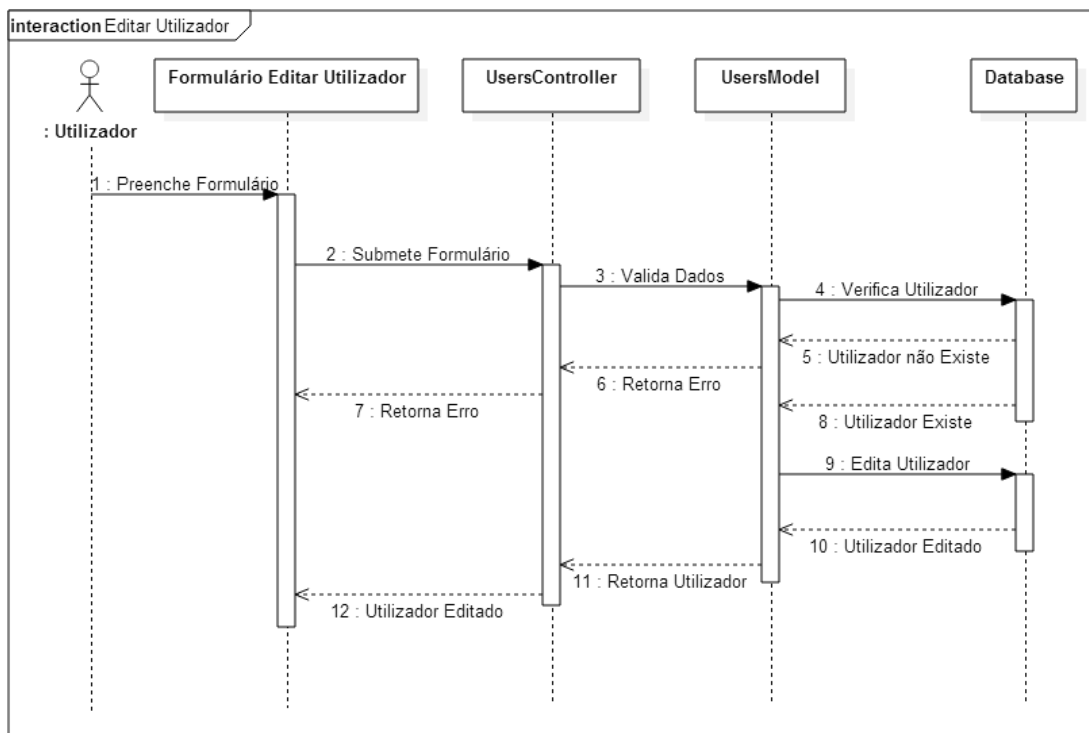 interaction Editar Utilizador
Formulário Editar Utilizador
UsersController
UsersModel
Database
: Utilizador
1 : Preenche Formulário
2 : Submete Formulário
3 : Valida Dados
4 : Verifica Utilizador
5 : Utilizador não Existe
6 : Retorna Erro
7 : Retorna Erro
8 : Utilizador Existe
9 : Edita Utilizador
10 : Utilizador Editado
11 : Retorna Utilizador
12 : Utilizador Editado